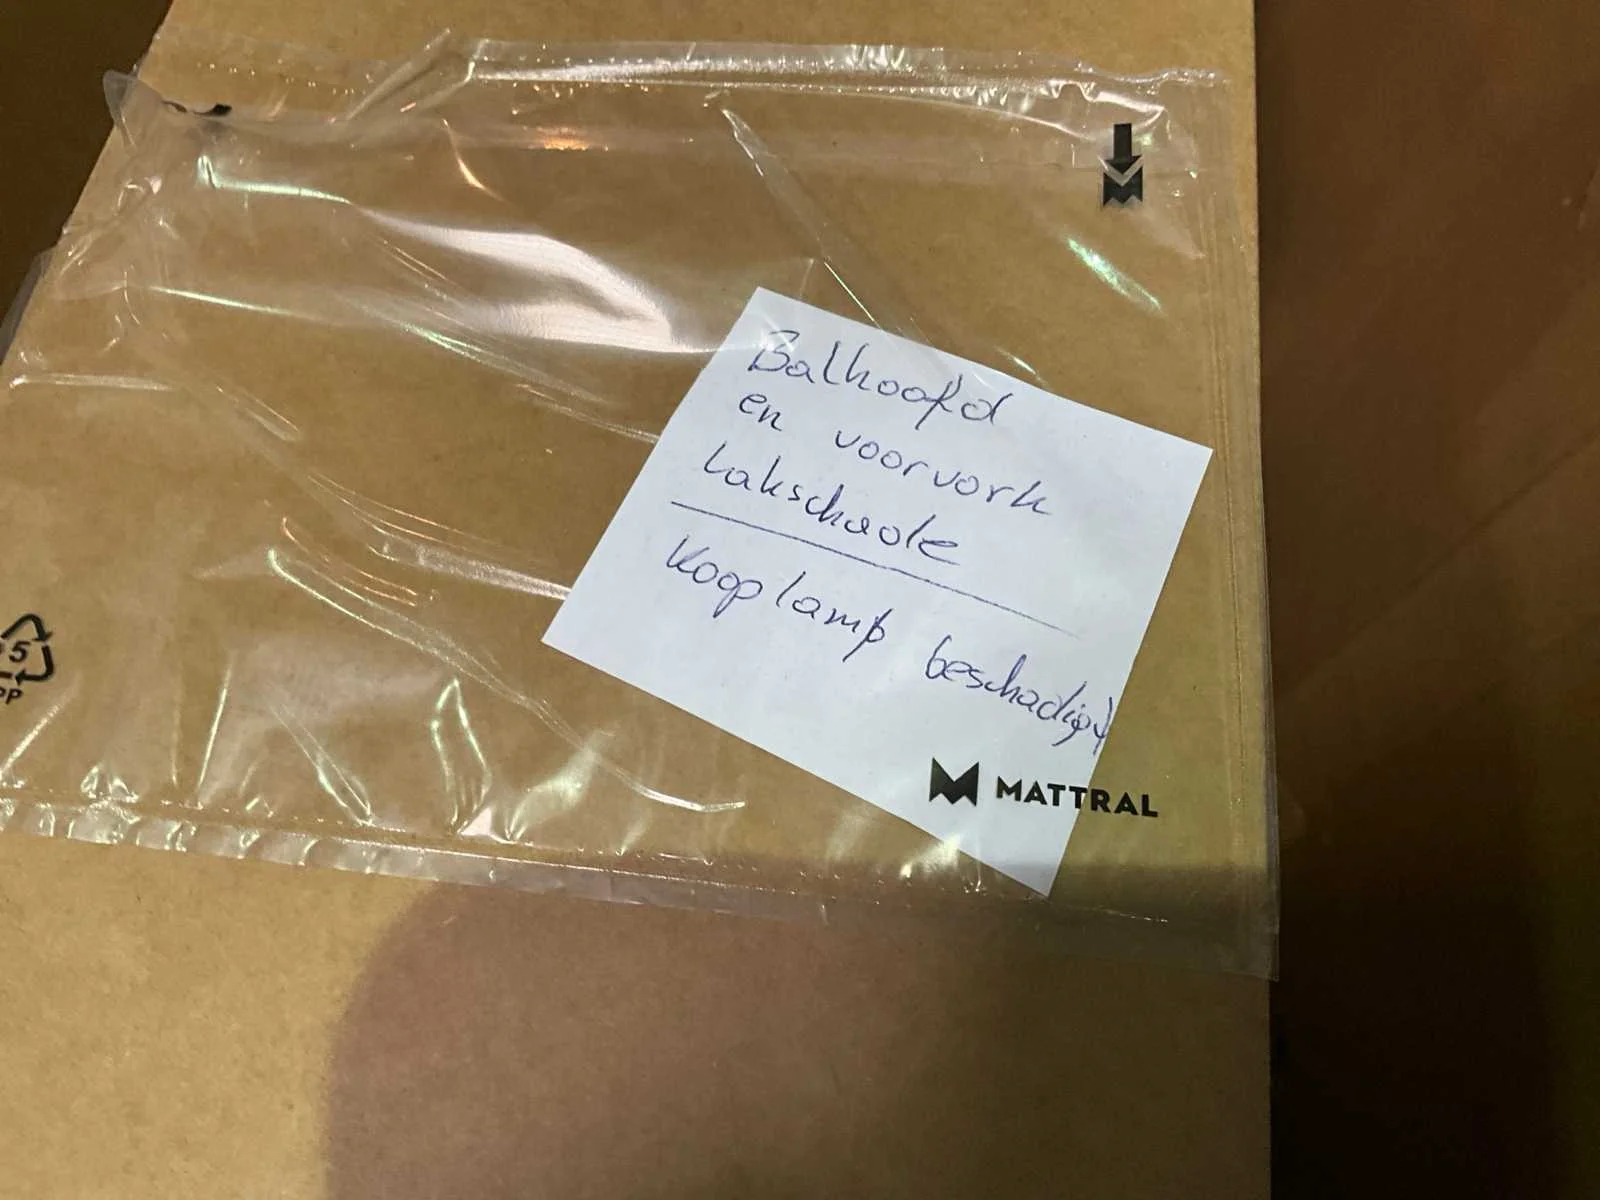 Balhoofd
en voorvork
Lakschade
Kooplamp beschadigd
MATTRAL
5
PP